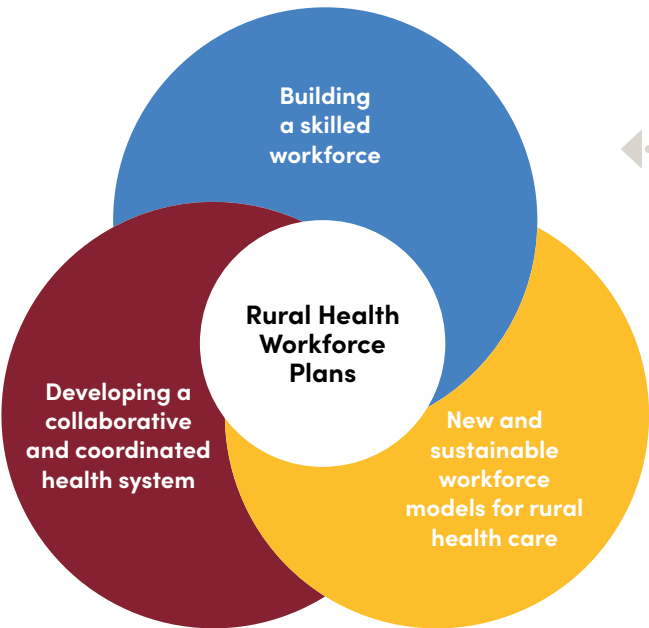 Building
a skilled
workforce
Rural Health
Workforce
Plans
Developing a
collaborative
and coordinated
health system
New and
sustainable
workforce
models for rural
health care